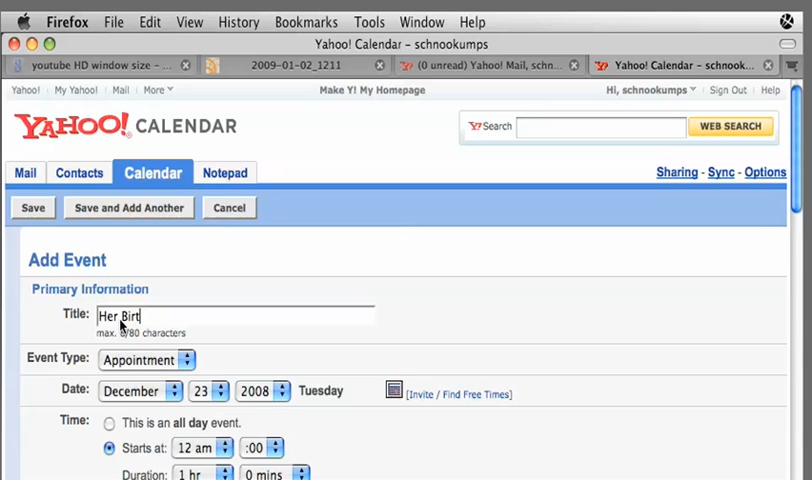 Firefox File Edit View History Bookmarks Tools Window Help
Yahoo! Calendar – schnookumps
youtube HD window size – ... 2009-01-02_1211 (0 unread) Yahoo! Mail, schn... Yahoo! Calendar – schnook...
Yahoo! My Yahoo! Mail More Make Y! My Homepage Hi, schnookumps Sign Out Help
YAHOO! CALENDAR Y! Search WEB SEARCH
Mail Contacts Calendar Notepad Sharing - Sync - Options
Save Save and Add Another Cancel
Add Event
Primary Information
Title: Her Birt
max. 8/80 characters
Event Type: Appointment
Date: December 23 2008 Tuesday [Invite / Find Free Times]
Time: This is an all day event.
Starts at: 12 am :00
Duration: 1 hr 0 mins